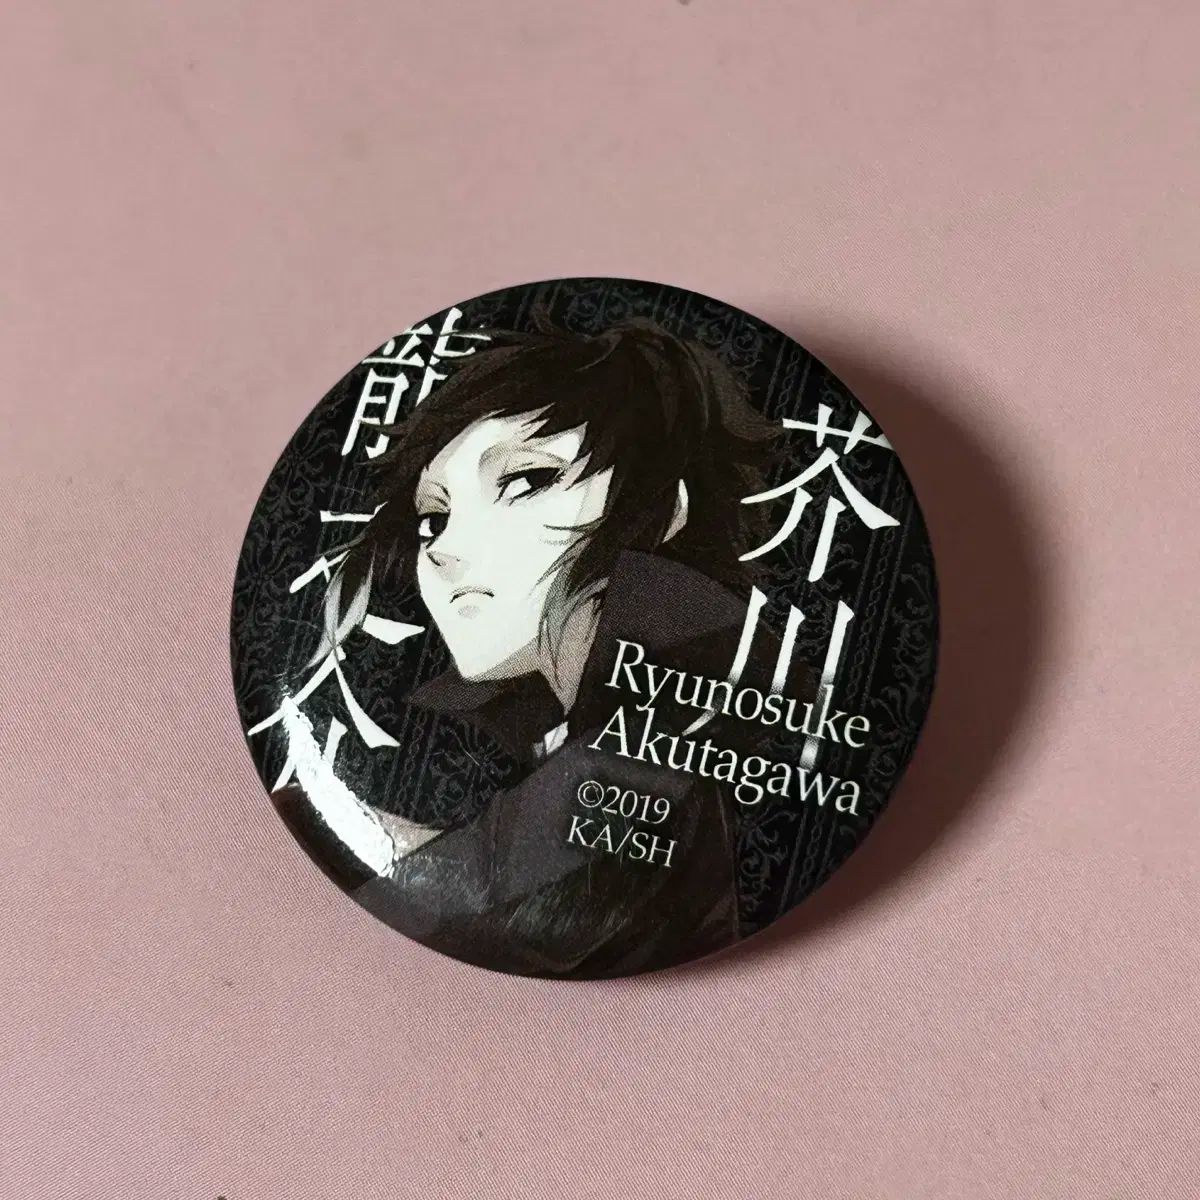 芥川
龍之介
Ryunosuke
Akutagawa
©2019
KA/SH